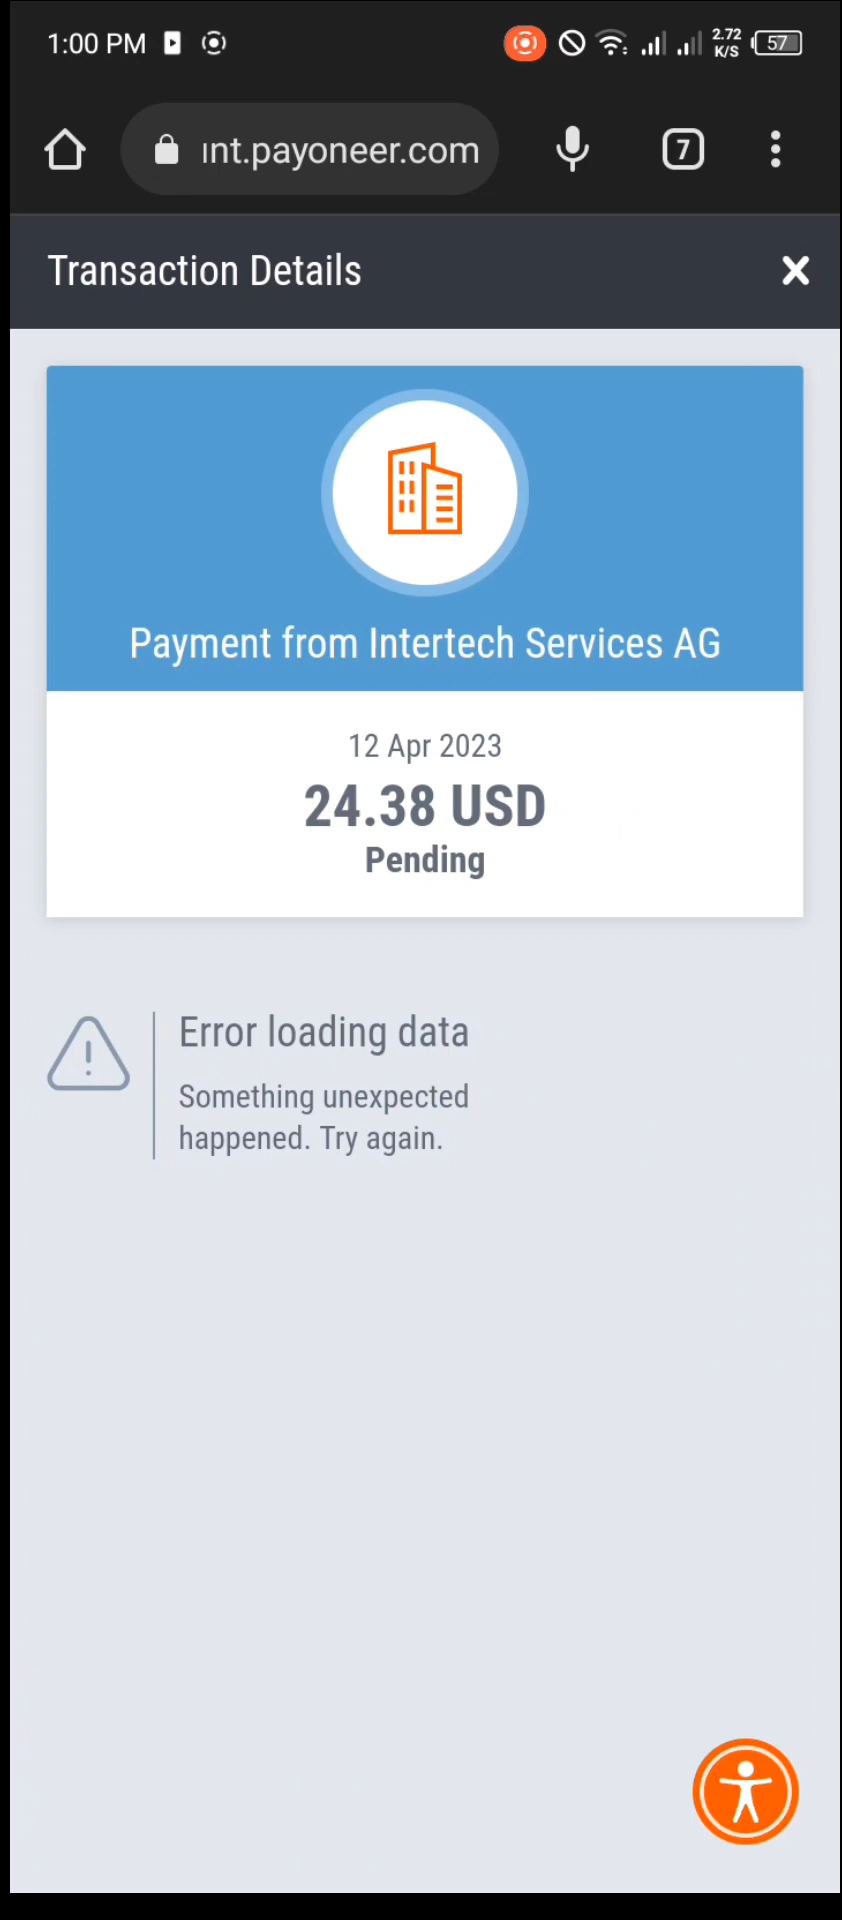 1:00 PM
2.72
K/S
57
ınt.payoneer.com
7
Transaction Details
Payment from Intertech Services AG
12 Apr 2023
24.38 USD
Pending
Error loading data
Something unexpected
happened. Try again.